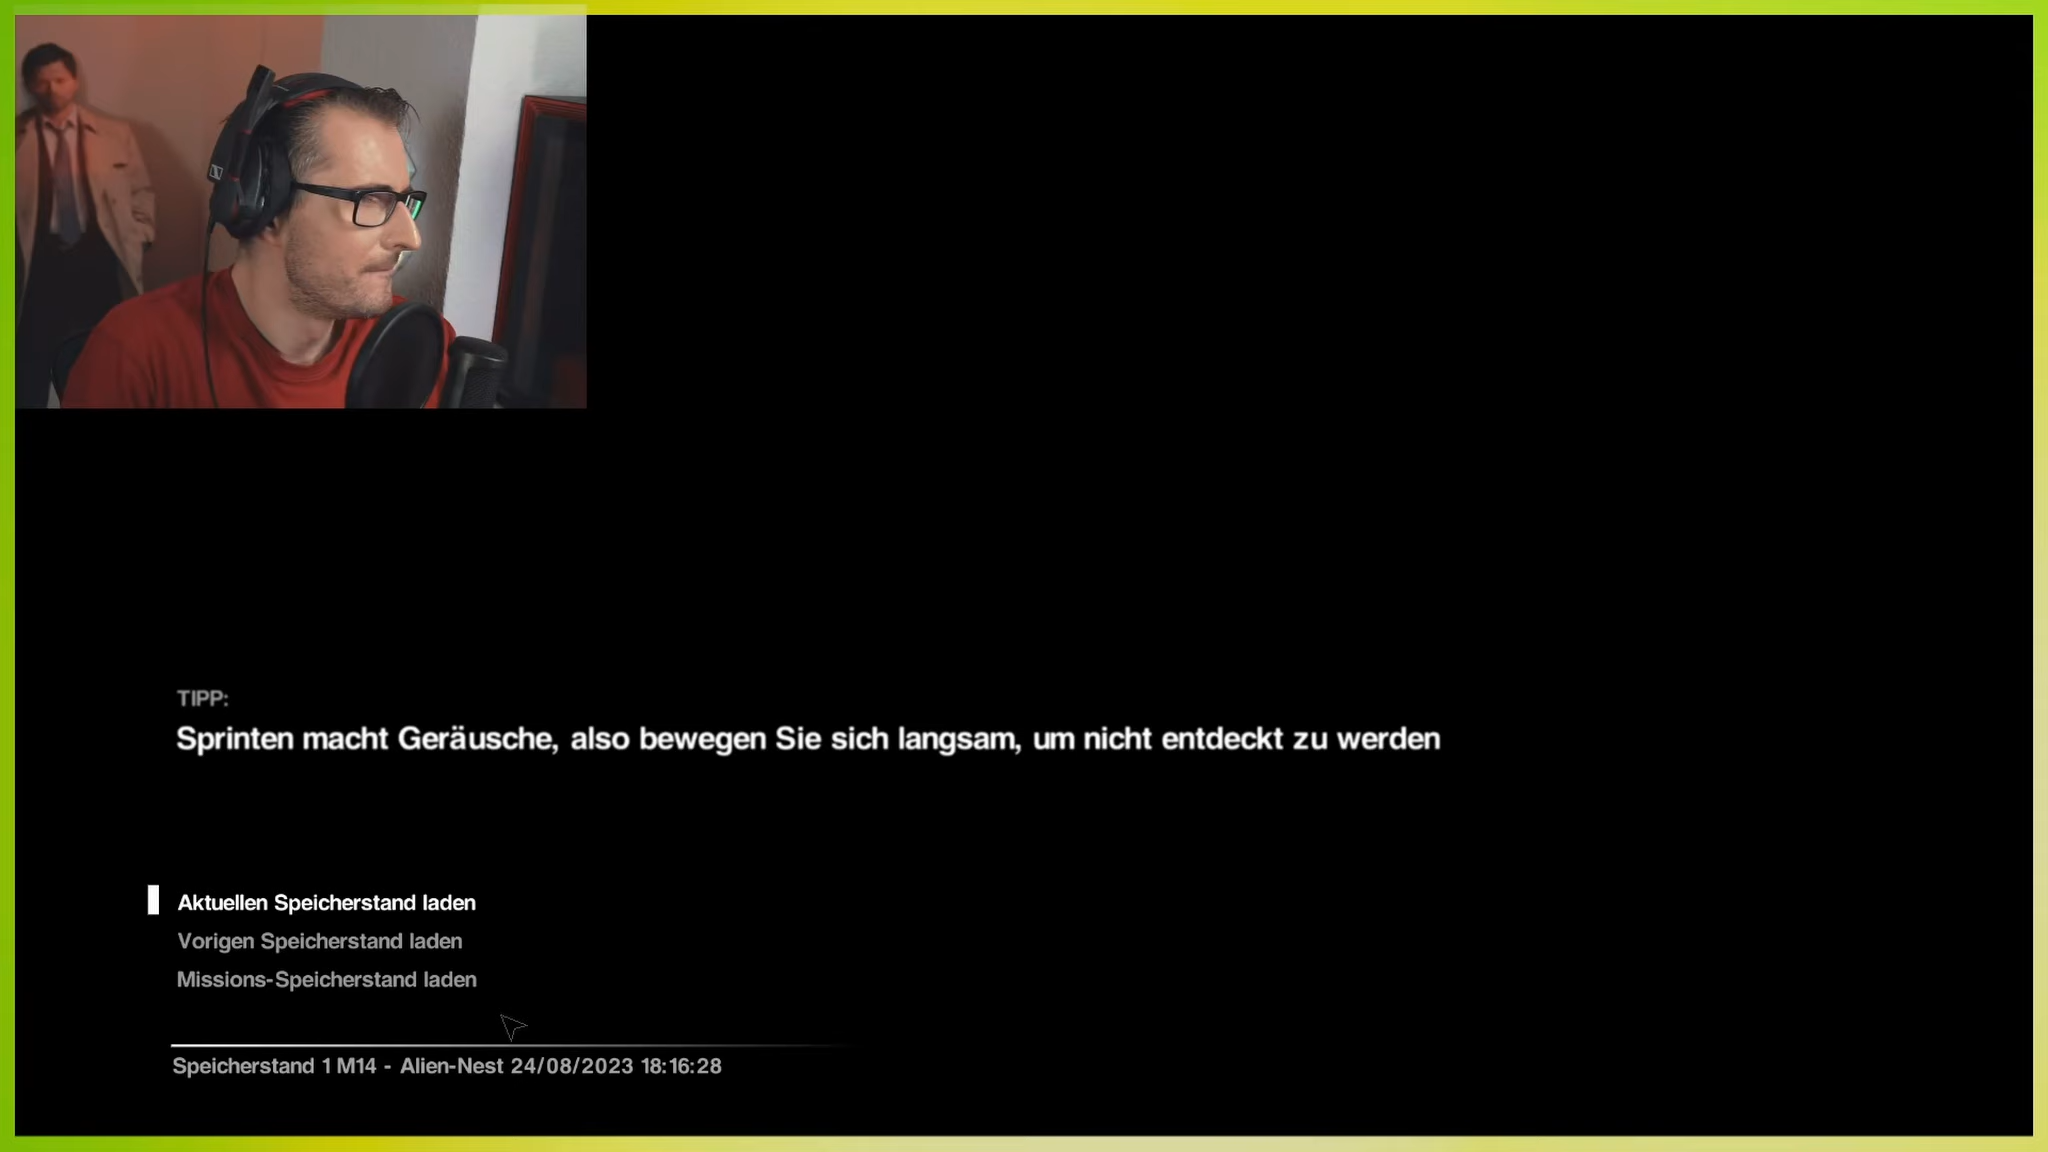 TIPP:
Sprinten macht Geräusche, also bewegen Sie sich langsam, um nicht entdeckt zu werden
Aktuellen Speicherstand laden
Vorigen Speicherstand laden
Missions-Speicherstand laden
Speicherstand 1 M14 - Alien-Nest 24/08/2023 18:16:28